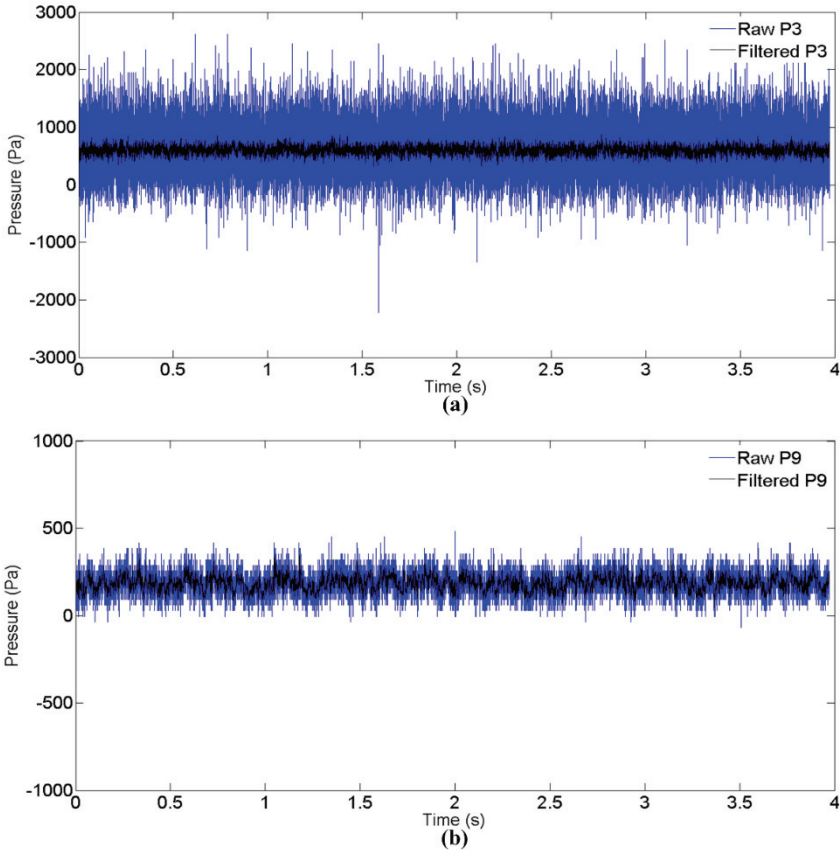 3000
2000
1000
0
-1000
-2000
-3000
Pressure (Pa)
Raw P3
Filtered P3
0 0.5 1 1.5 2 2.5 3 3.5 4
Time (s)
(a)
1000
500
0
-500
-1000
Pressure (Pa)
Raw P9
Filtered P9
0 0.5 1 1.5 2 2.5 3 3.5 4
Time (s)
(b)